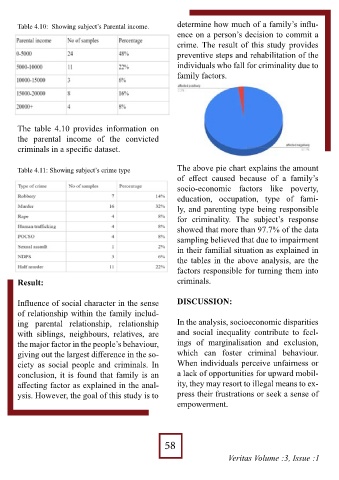 Table 4.10: Showing subject's Parental income.
Parental income No of samples Percentage
0-5000 24 48%
5000-10000 11 22%
10000-15000 3 6%
15000-20000 8 16%
20000+ 4 8%
The table 4.10 provides information on
the parental income of the convicted
criminals in a specific dataset.
Table 4.11: Showing subject's crime type
Type of crime No of samples Percentage
Robbery 7 14%
Murder 16 32%
Rape 4 8%
Human trafficking 4 8%
POCSO 4 8%
Sexual assault 1 2%
NDPS 3 6%
Half murder 11 22%
Result:
Influence of social character in the sense
of relationship within the family includ-
ing parental relationship, relationship
with siblings, neighbours, relatives, are
the major factor in the people's behaviour,
giving out the largest difference in the so-
ciety as social people and criminals. In
conclusion, it is found that family is an
affecting factor as explained in the anal-
ysis. However, the goal of this study is to
determine how much of a family's influ-
ence on a person's decision to commit a
crime. The result of this study provides
preventive steps and rehabilitation of the
individuals who fall for criminality due to
family factors.
The above pie chart explains the amount
of effect caused because of a family's
socio-economic factors like poverty,
education, occupation, type of fami-
ly, and parenting type being responsible
for criminality. The subject's response
showed that more than 97.7% of the data
sampling believed that due to impairment
in their familial situation as explained in
the tables in the above analysis, are the
factors responsible for turning them into
criminals.
DISCUSSION:
In the analysis, socioeconomic disparities
and social inequality contribute to feel-
ings of marginalisation and exclusion,
which can foster criminal behaviour.
When individuals perceive unfairness or
a lack of opportunities for upward mobil-
ity, they may resort to illegal means to ex-
press their frustrations or seek a sense of
empowerment.
58
Veritas Volume :3, Issue :1